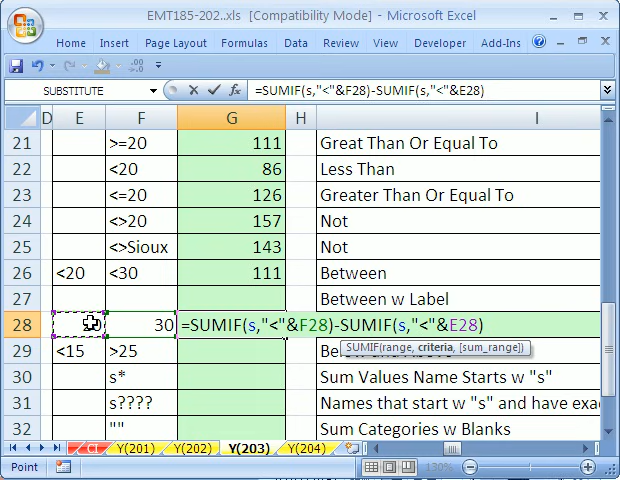 EMT185-202..xls [Compatibility Mode] - Microsoft Excel
Home Insert Page Layout Formulas Data Review View Developer Add-Ins
SUBSTITUTE =SUMIF(s,"<"&F28)-SUMIF(s,"<"&E28)
D E F G H I
21 >=20 111 Great Than Or Equal To
22 <20 86 Less Than
23 <=20 126 Greater Than Or Equal To
24 <>20 157 Not
25 <>Sioux 143 Not
26 <20 <30 111 Between
27 Between w Label
28 30 =SUMIF(s,"<"&F28)-SUMIF(s,"<"&E28)
SUMIF(range, criteria, [sum_range])
29 <15 >25
30 s* Sum Values Name Starts w "s"
31 s???? Names that start w "s" and have exa
32 "" Sum Categories w Blanks
C1 Y(201) Y(202) Y(203) Y(204)
Point 130%